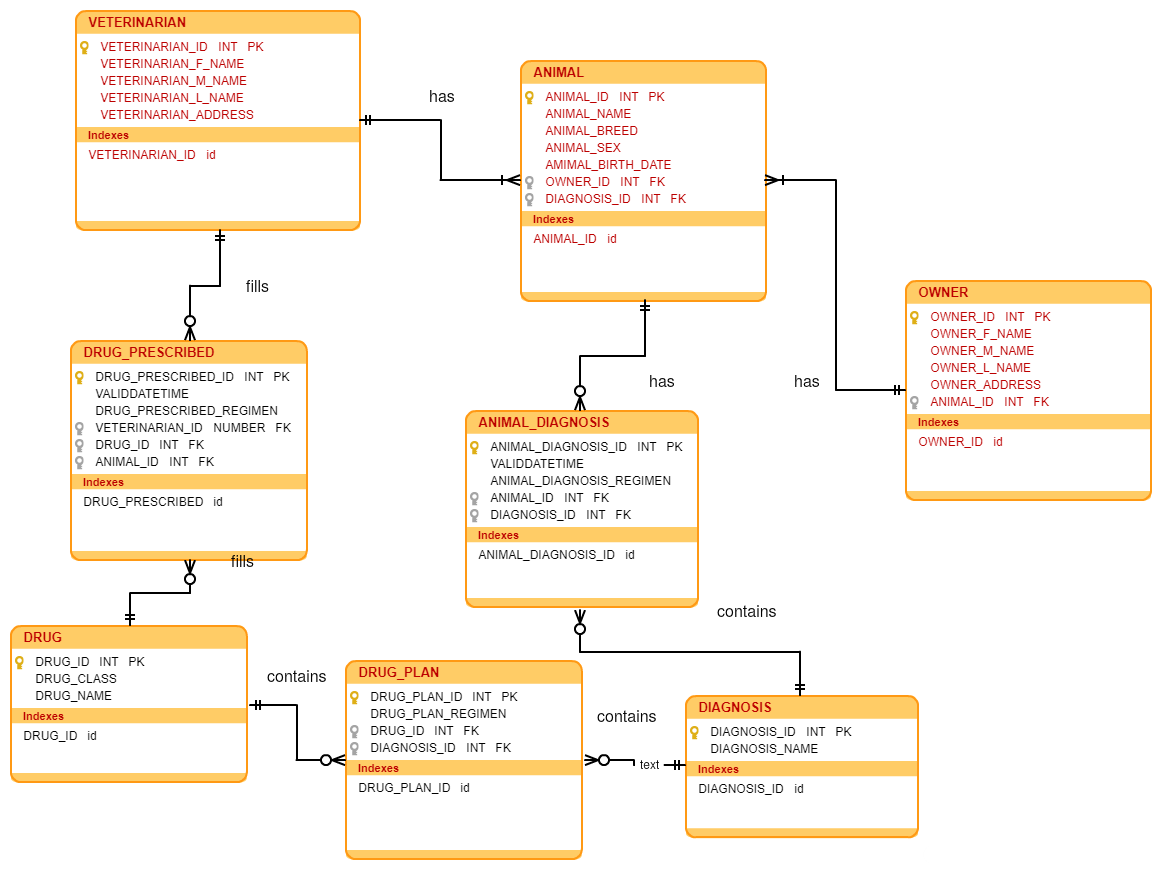 VETERINARIAN
VETERINARIAN_ID INT PK
VETERINARIAN_F_NAME
VETERINARIAN_M_NAME
VETERINARIAN_L_NAME
VETERINARIAN_ADDRESS
Indexes
VETERINARIAN_ID id
has
ANIMAL
ANIMAL_ID INT PK
ANIMAL_NAME
ANIMAL_BREED
ANIMAL_SEX
AMIMAL_BIRTH_DATE
OWNER_ID INT FK
DIAGNOSIS_ID INT FK
Indexes
ANIMAL_ID id
fills
has
has
OWNER
OWNER_ID INT PK
OWNER_F_NAME
OWNER_M_NAME
OWNER_L_NAME
OWNER_ADDRESS
ANIMAL_ID INT FK
Indexes
OWNER_ID id
DRUG_PRESCRIBED
DRUG_PRESCRIBED_ID INT PK
VALIDDATETIME
DRUG_PRESCRIBED_REGIMEN
VETERINARIAN_ID NUMBER FK
DRUG_ID INT FK
ANIMAL_ID INT FK
Indexes
DRUG_PRESCRIBED id
ANIMAL_DIAGNOSIS
ANIMAL_DIAGNOSIS_ID INT PK
VALIDDATETIME
ANIMAL_DIAGNOSIS_REGIMEN
ANIMAL_ID INT FK
DIAGNOSIS_ID INT FK
Indexes
ANIMAL_DIAGNOSIS_ID id
fills
contains
DRUG
DRUG_ID INT PK
DRUG_CLASS
DRUG_NAME
Indexes
DRUG_ID id
contains
DRUG_PLAN
DRUG_PLAN_ID INT PK
DRUG_PLAN_REGIMEN
DRUG_ID INT FK
DIAGNOSIS_ID INT FK
Indexes
DRUG_PLAN_ID id
contains
text
DIAGNOSIS
DIAGNOSIS_ID INT PK
DIAGNOSIS_NAME
Indexes
DIAGNOSIS_ID id